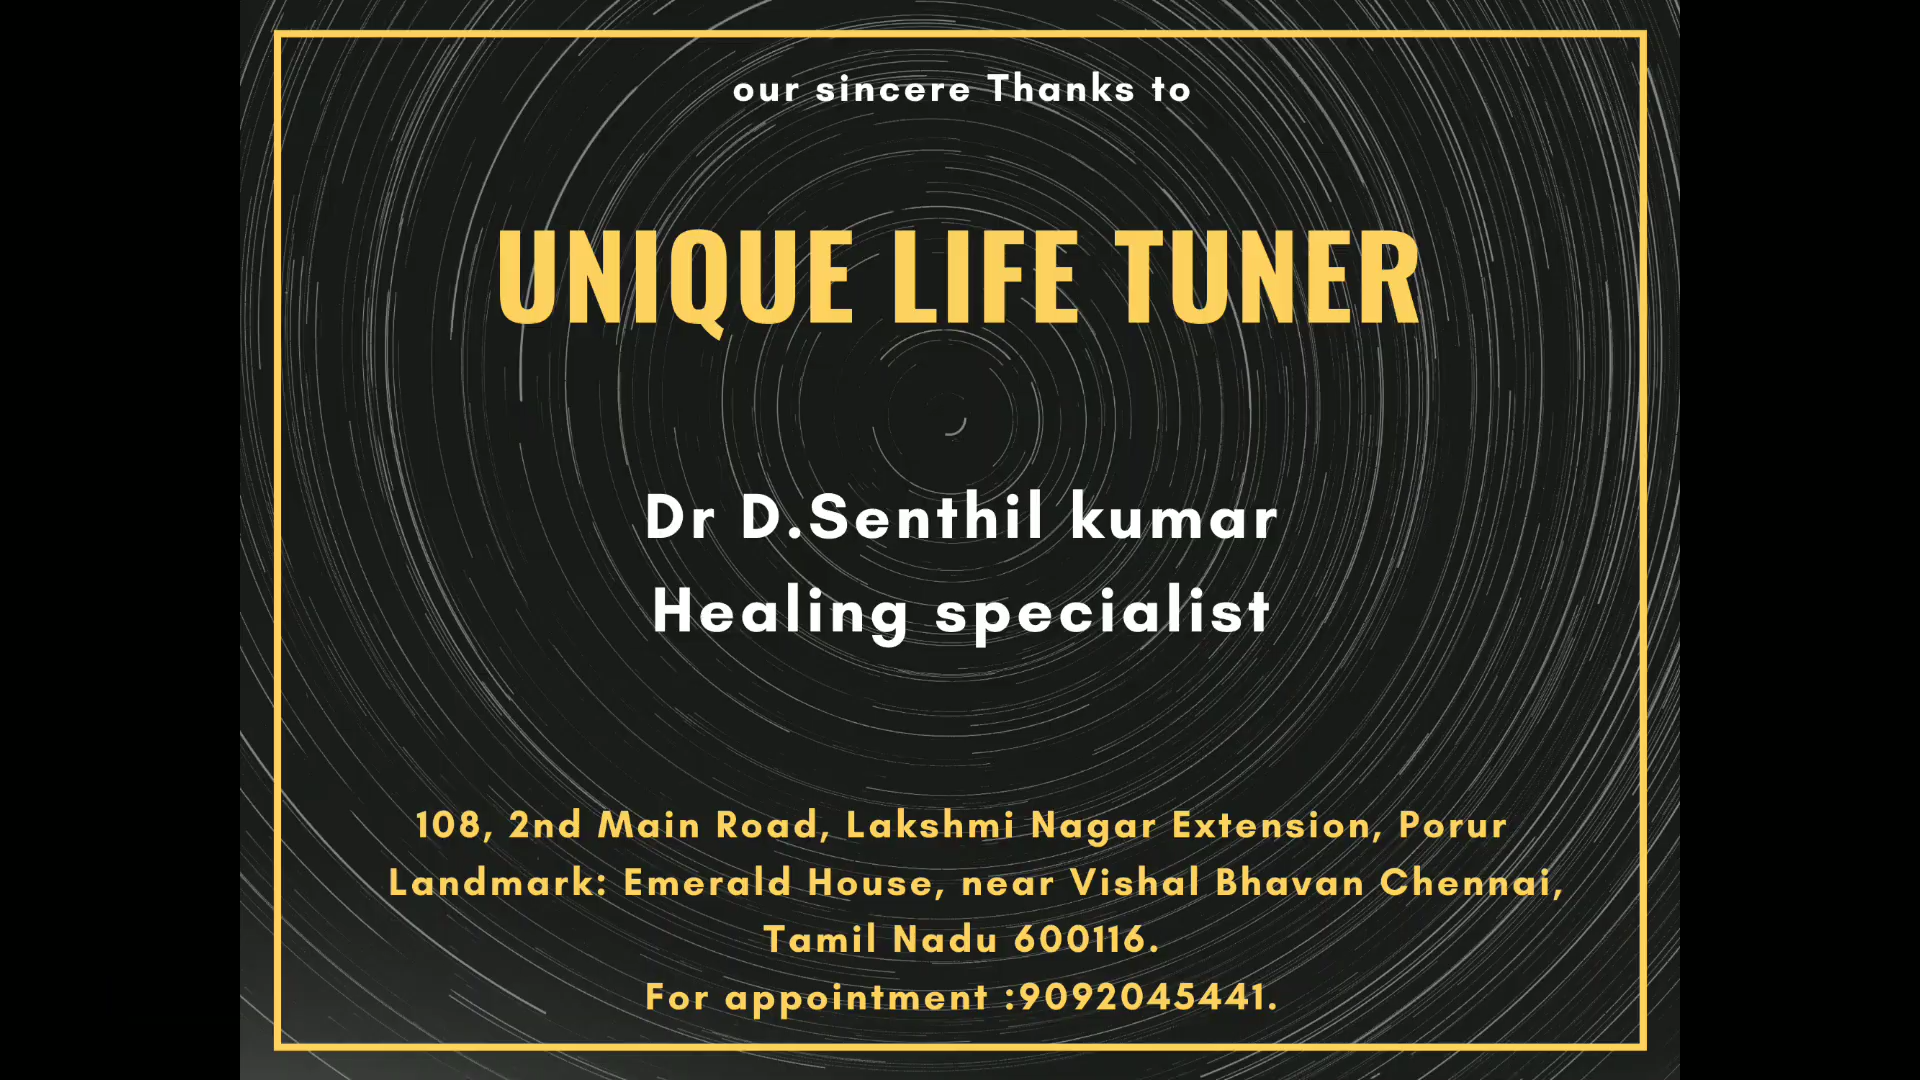 our sincere Thanks to
UNIQUE LIFE TUNER
Dr D.Senthil kumar
Healing specialist
108, 2nd Main Road, Lakshmi Nagar Extension, Porur
Landmark: Emerald House, near Vishal Bhavan Chennai,
Tamil Nadu 600116.
For appointment :9092045441.